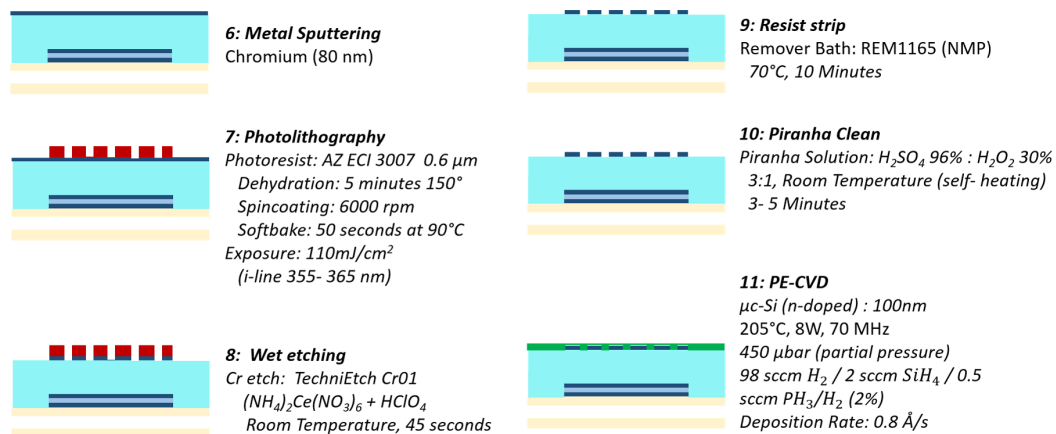 6: Metal Sputtering
Chromium (80 nm)
7: Photolithography
Photoresist: AZ ECI 3007  0.6 µm
Dehydration: 5 minutes 150°
Spincoating: 6000 rpm
Softbake: 50 seconds at 90°C
Exposure: 110mJ/cm²
(i-line 355- 365 nm)
8:  Wet etching
Cr etch:  TechniEtch Cr01
(NH₄)₂Ce(NO₃)₆ + HClO₄
Room Temperature, 45 seconds
9: Resist strip
Remover Bath: REM1165 (NMP)
70°C, 10 Minutes
10: Piranha Clean
Piranha Solution: H₂SO₄ 96% : H₂O₂ 30%
3:1, Room Temperature (self- heating)
3- 5 Minutes
11: PE-CVD
µc-Si (n-doped) : 100nm
205°C, 8W, 70 MHz
450 µbar (partial pressure)
98 sccm H₂ / 2 sccm SiH₄ / 0.5
sccm PH₃/H₂ (2%)
Deposition Rate: 0.8 Å/s